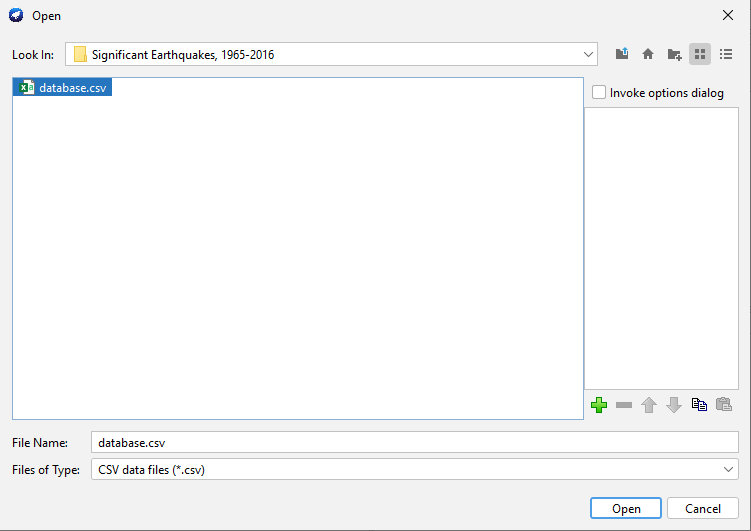 Open
Look In: Significant Earthquakes, 1965-2016
database.csv
Invoke options dialog
File Name: database.csv
Files of Type: CSV data files (*.csv)
Open Cancel